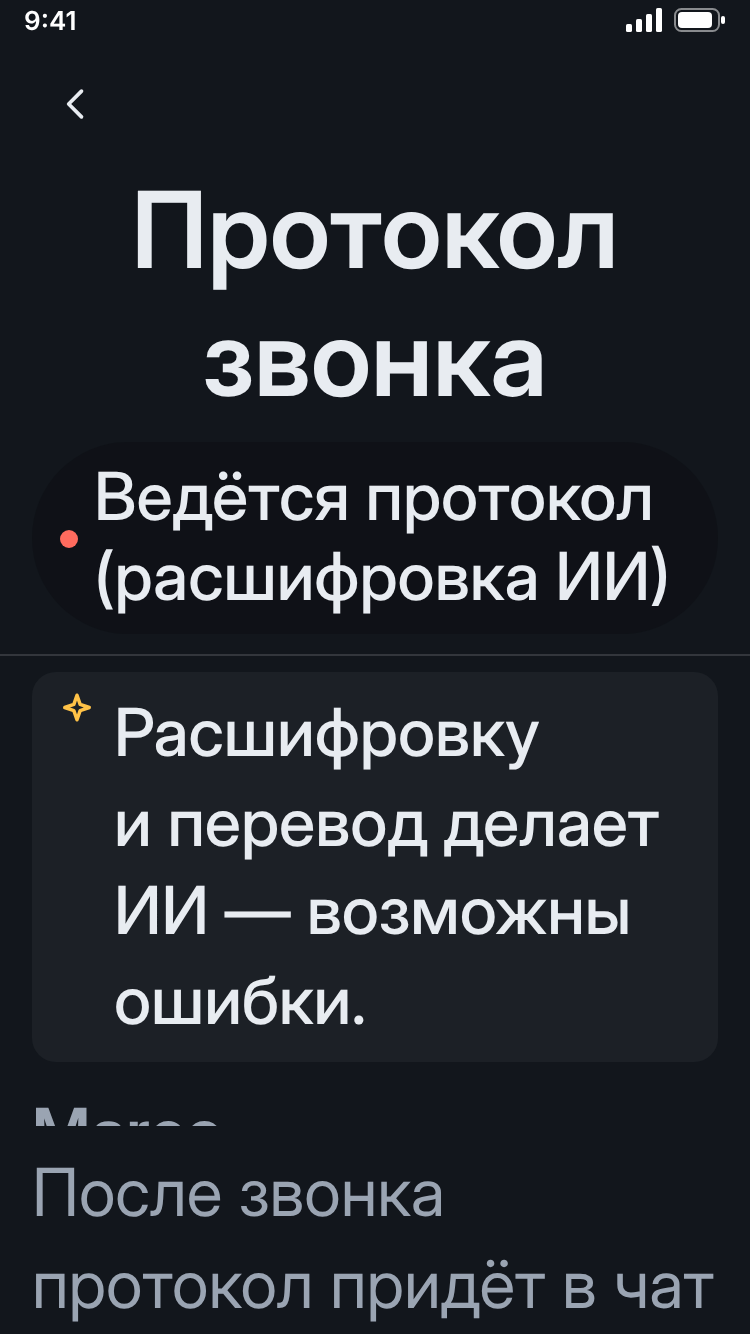 9:41
Протокол
звонка
Ведётся протокол
(расшифровка ИИ)
Расшифровку
и перевод делает
ИИ — возможны
ошибки.
После звонка
протокол придёт в чат